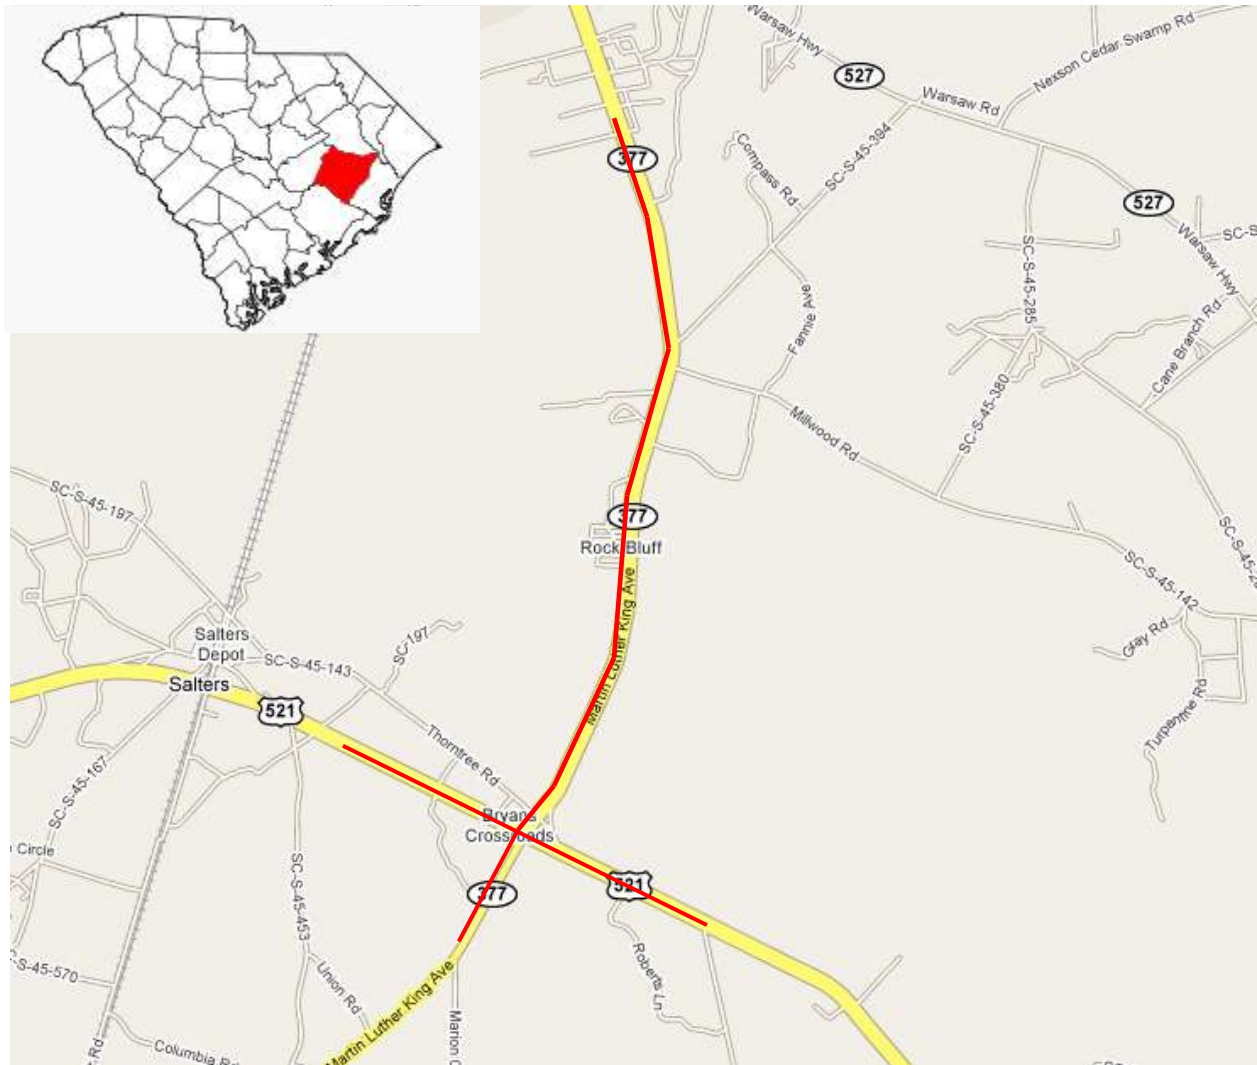 Warsaw Hwy
527
Nexson Cedar Swamp Rd
Warsaw Rd
377
Compass Rd
SC-S-45-394
527
Warsaw Hwy
SC-S
SC-S-45-285
Fannie Ave
Cane Branch Rd
SC-S-45-380
Millwood Rd
SC-S-45-197
377
Rock Bluff
SC-S-45-142
Clay Rd
Turpentine Rd
Martin Luther King Ave
Salters
Depot
SC-197
SC-S-45-143
Salters
521
Thorntree Rd
SC-S-45-167
Bryans
Crossroads
Circle
377
521
SC-S-45-453
Roberts Ln
-S-45-570
Union Rd
Martin Luther King Ave
Marion
Columbia Rd
Rd